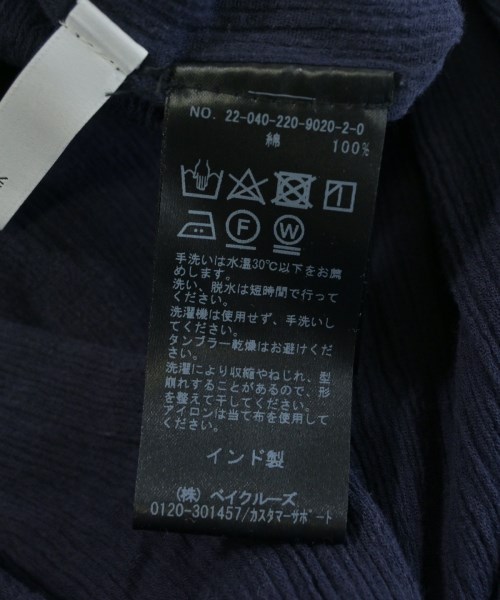 NO. 22-040-220-9020-2-0
綿 100%
F W
手洗いは水温30℃以下をお薦
めします。
洗い、脱水は短時間で行って
ください。
洗濯機は使用せず、手洗いし
てください。
タンブラー乾燥はお避けくだ
さい。
洗濯により収縮やねじれ、型
崩れすることがあるので、形
を整えて干してください。
アイロンは当て布を使用して
ください。
インド製
(株) ベイクルーズ
0120-301457/カスタマーサポート